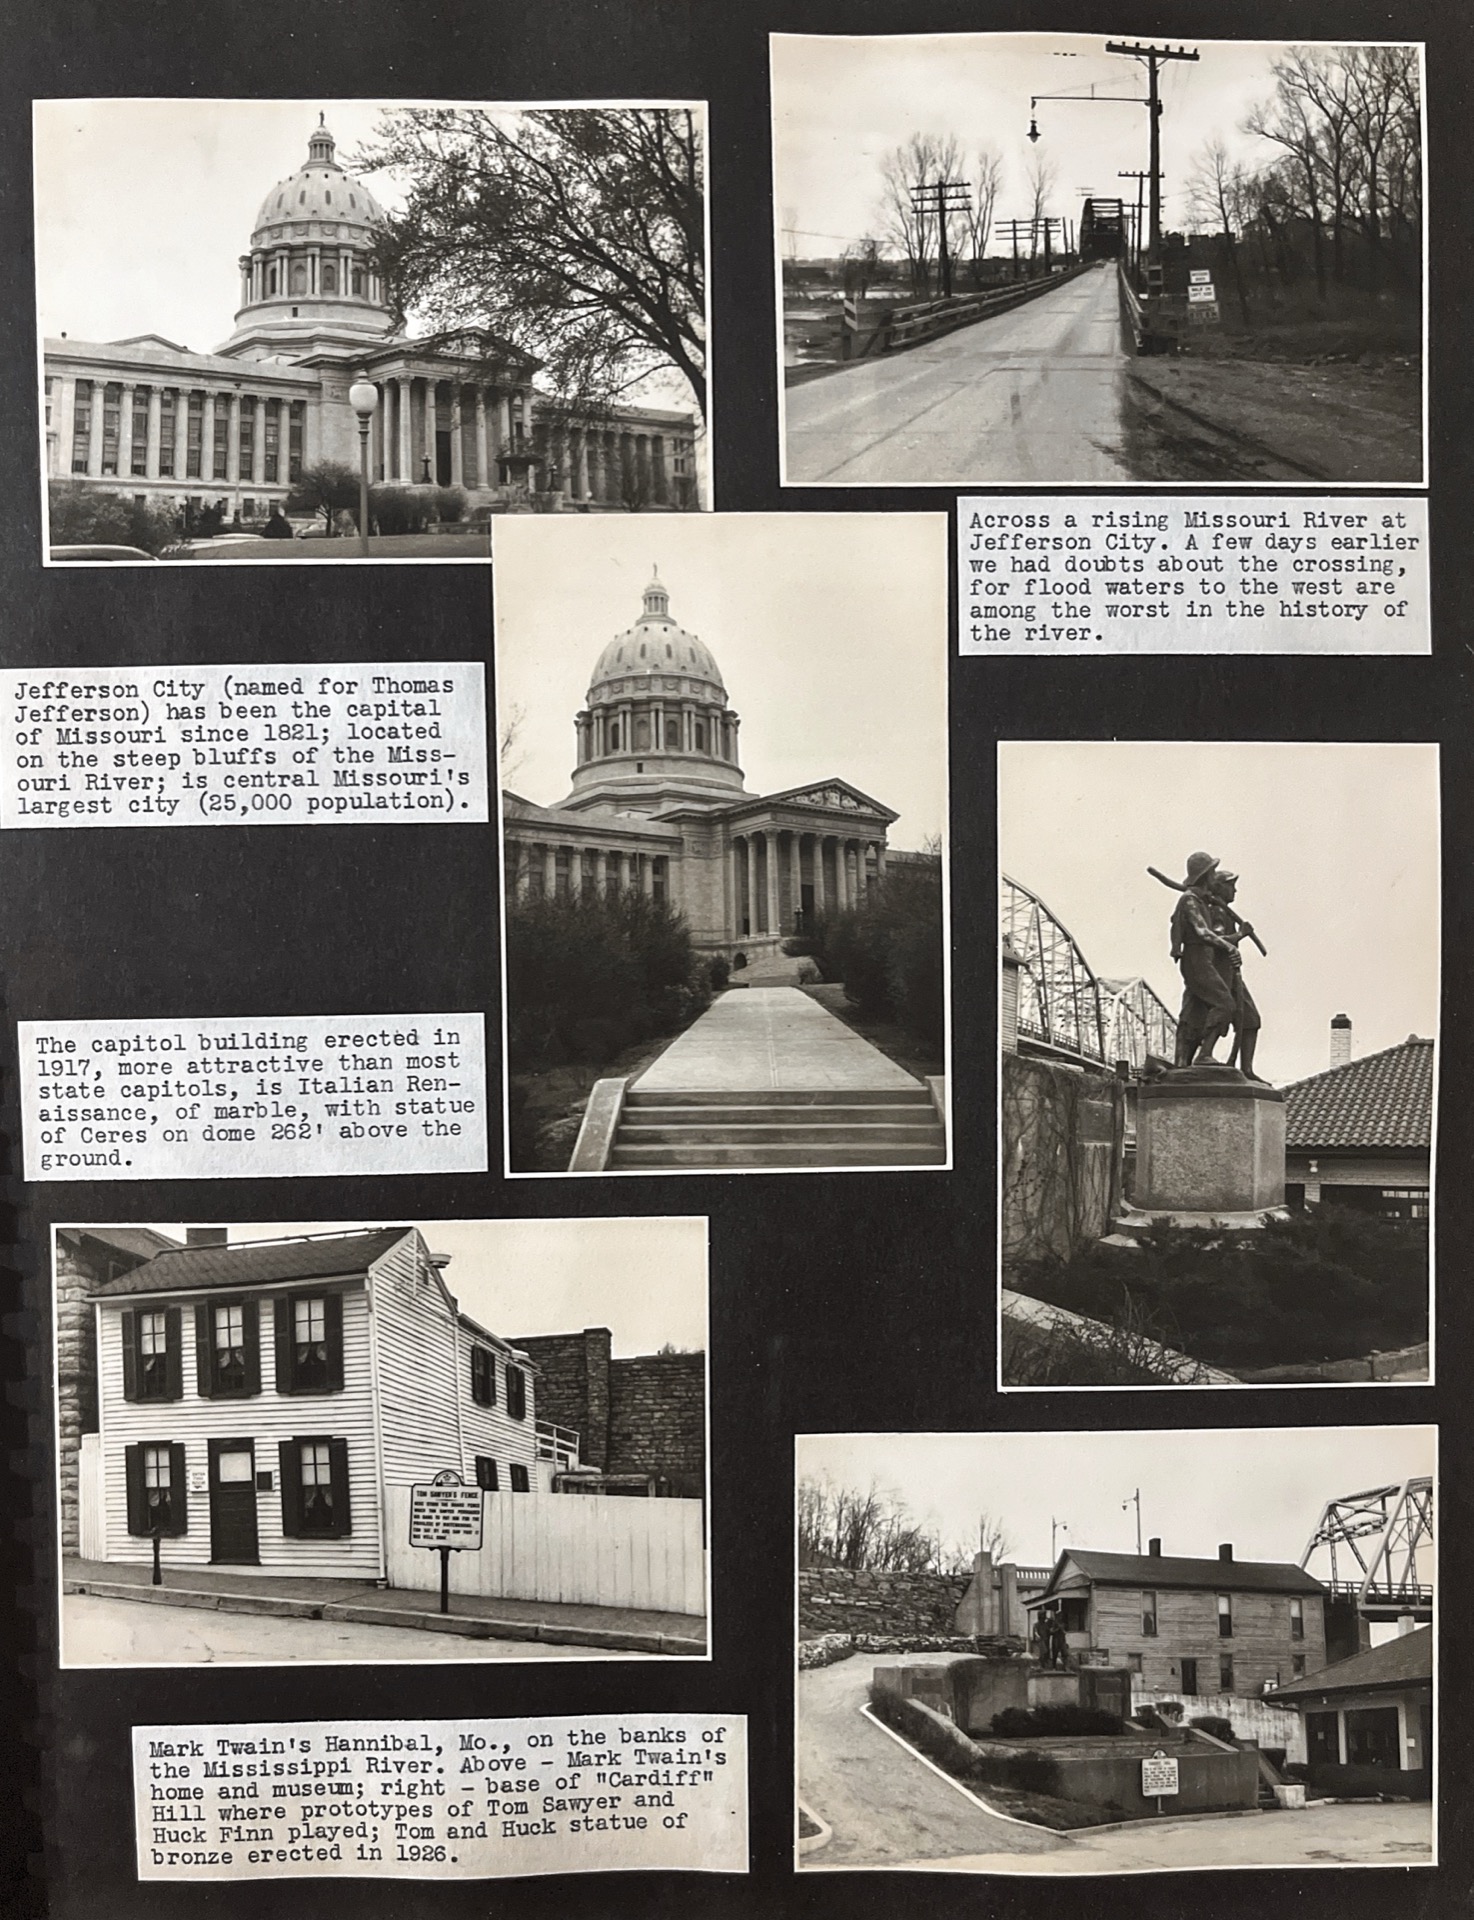 Across a rising Missouri River at
Jefferson City. A few days earlier
we had doubts about the crossing,
for flood waters to the west are
among the worst in the history of
the river.
Jefferson City (named for Thomas
Jefferson) has been the capital
of Missouri since 1821; located
on the steep bluffs of the Miss-
ouri River; is central Missouri's
largest city (25,000 population).
The capitol building erected in
1917, more attractive than most
state capitols, is Italian Ren-
aissance, of marble, with statue
of Ceres on dome 262' above the
ground.
TOM SAWYER'S FENCE
Mark Twain's Hannibal, Mo., on the banks of
the Mississippi River. Above - Mark Twain's
home and museum; right - base of "Cardiff"
Hill where prototypes of Tom Sawyer and
Huck Finn played; Tom and Huck statue of
bronze erected in 1926.